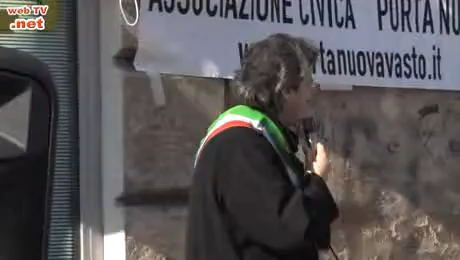 web TV
.net
ASSOCIAZIONE CIVICA PORTA NU
w
tanuovavasto.it